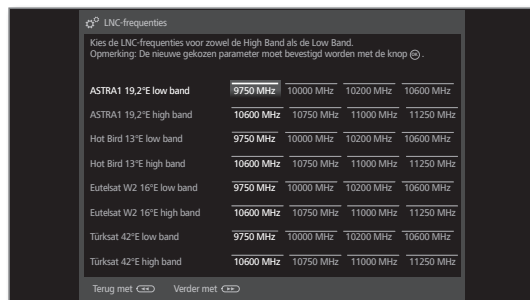 LNC-frequenties
Kies de LNC-frequenties voor zowel de High Band als de Low Band.
Opmerking: De nieuwe gekozen parameter moet bevestigd worden met de knop OK.
ASTRA1 19,2°E low band 9750 MHz 10000 MHz 10200 MHz 10600 MHz
ASTRA1 19,2°E high band 10600 MHz 10750 MHz 11000 MHz 11250 MHz
Hot Bird 13°E low band 9750 MHz 10000 MHz 10200 MHz 10600 MHz
Hot Bird 13°E high band 10600 MHz 10750 MHz 11000 MHz 11250 MHz
Eutelsat W2 16°E low band 9750 MHz 10000 MHz 10200 MHz 10600 MHz
Eutelsat W2 16°E high band 10600 MHz 10750 MHz 11000 MHz 11250 MHz
Türksat 42°E low band 9750 MHz 10000 MHz 10200 MHz 10600 MHz
Türksat 42°E high band 10600 MHz 10750 MHz 11000 MHz 11250 MHz
Terug met Verder met